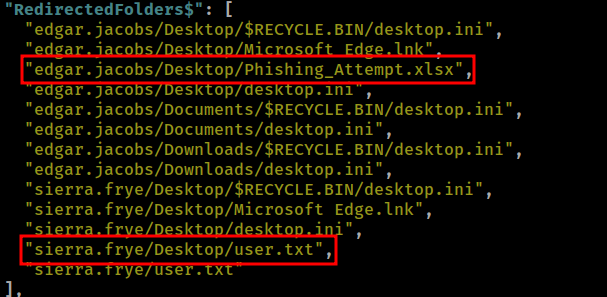 "RedirectedFolders$": [
"edgar.jacobs/Desktop/$RECYCLE.BIN/desktop.ini",
"edgar.jacobs/Desktop/Microsoft Edge.lnk",
"edgar.jacobs/Desktop/Phishing_Attempt.xlsx",
"edgar.jacobs/Desktop/desktop.ini",
"edgar.jacobs/Documents/$RECYCLE.BIN/desktop.ini",
"edgar.jacobs/Documents/desktop.ini",
"edgar.jacobs/Downloads/$RECYCLE.BIN/desktop.ini",
"edgar.jacobs/Downloads/desktop.ini",
"sierra.frye/Desktop/$RECYCLE.BIN/desktop.ini",
"sierra.frye/Desktop/Microsoft Edge.lnk",
"sierra.frye/Desktop/desktop.ini",
"sierra.frye/Desktop/user.txt",
"sierra.frye/user.txt"
],